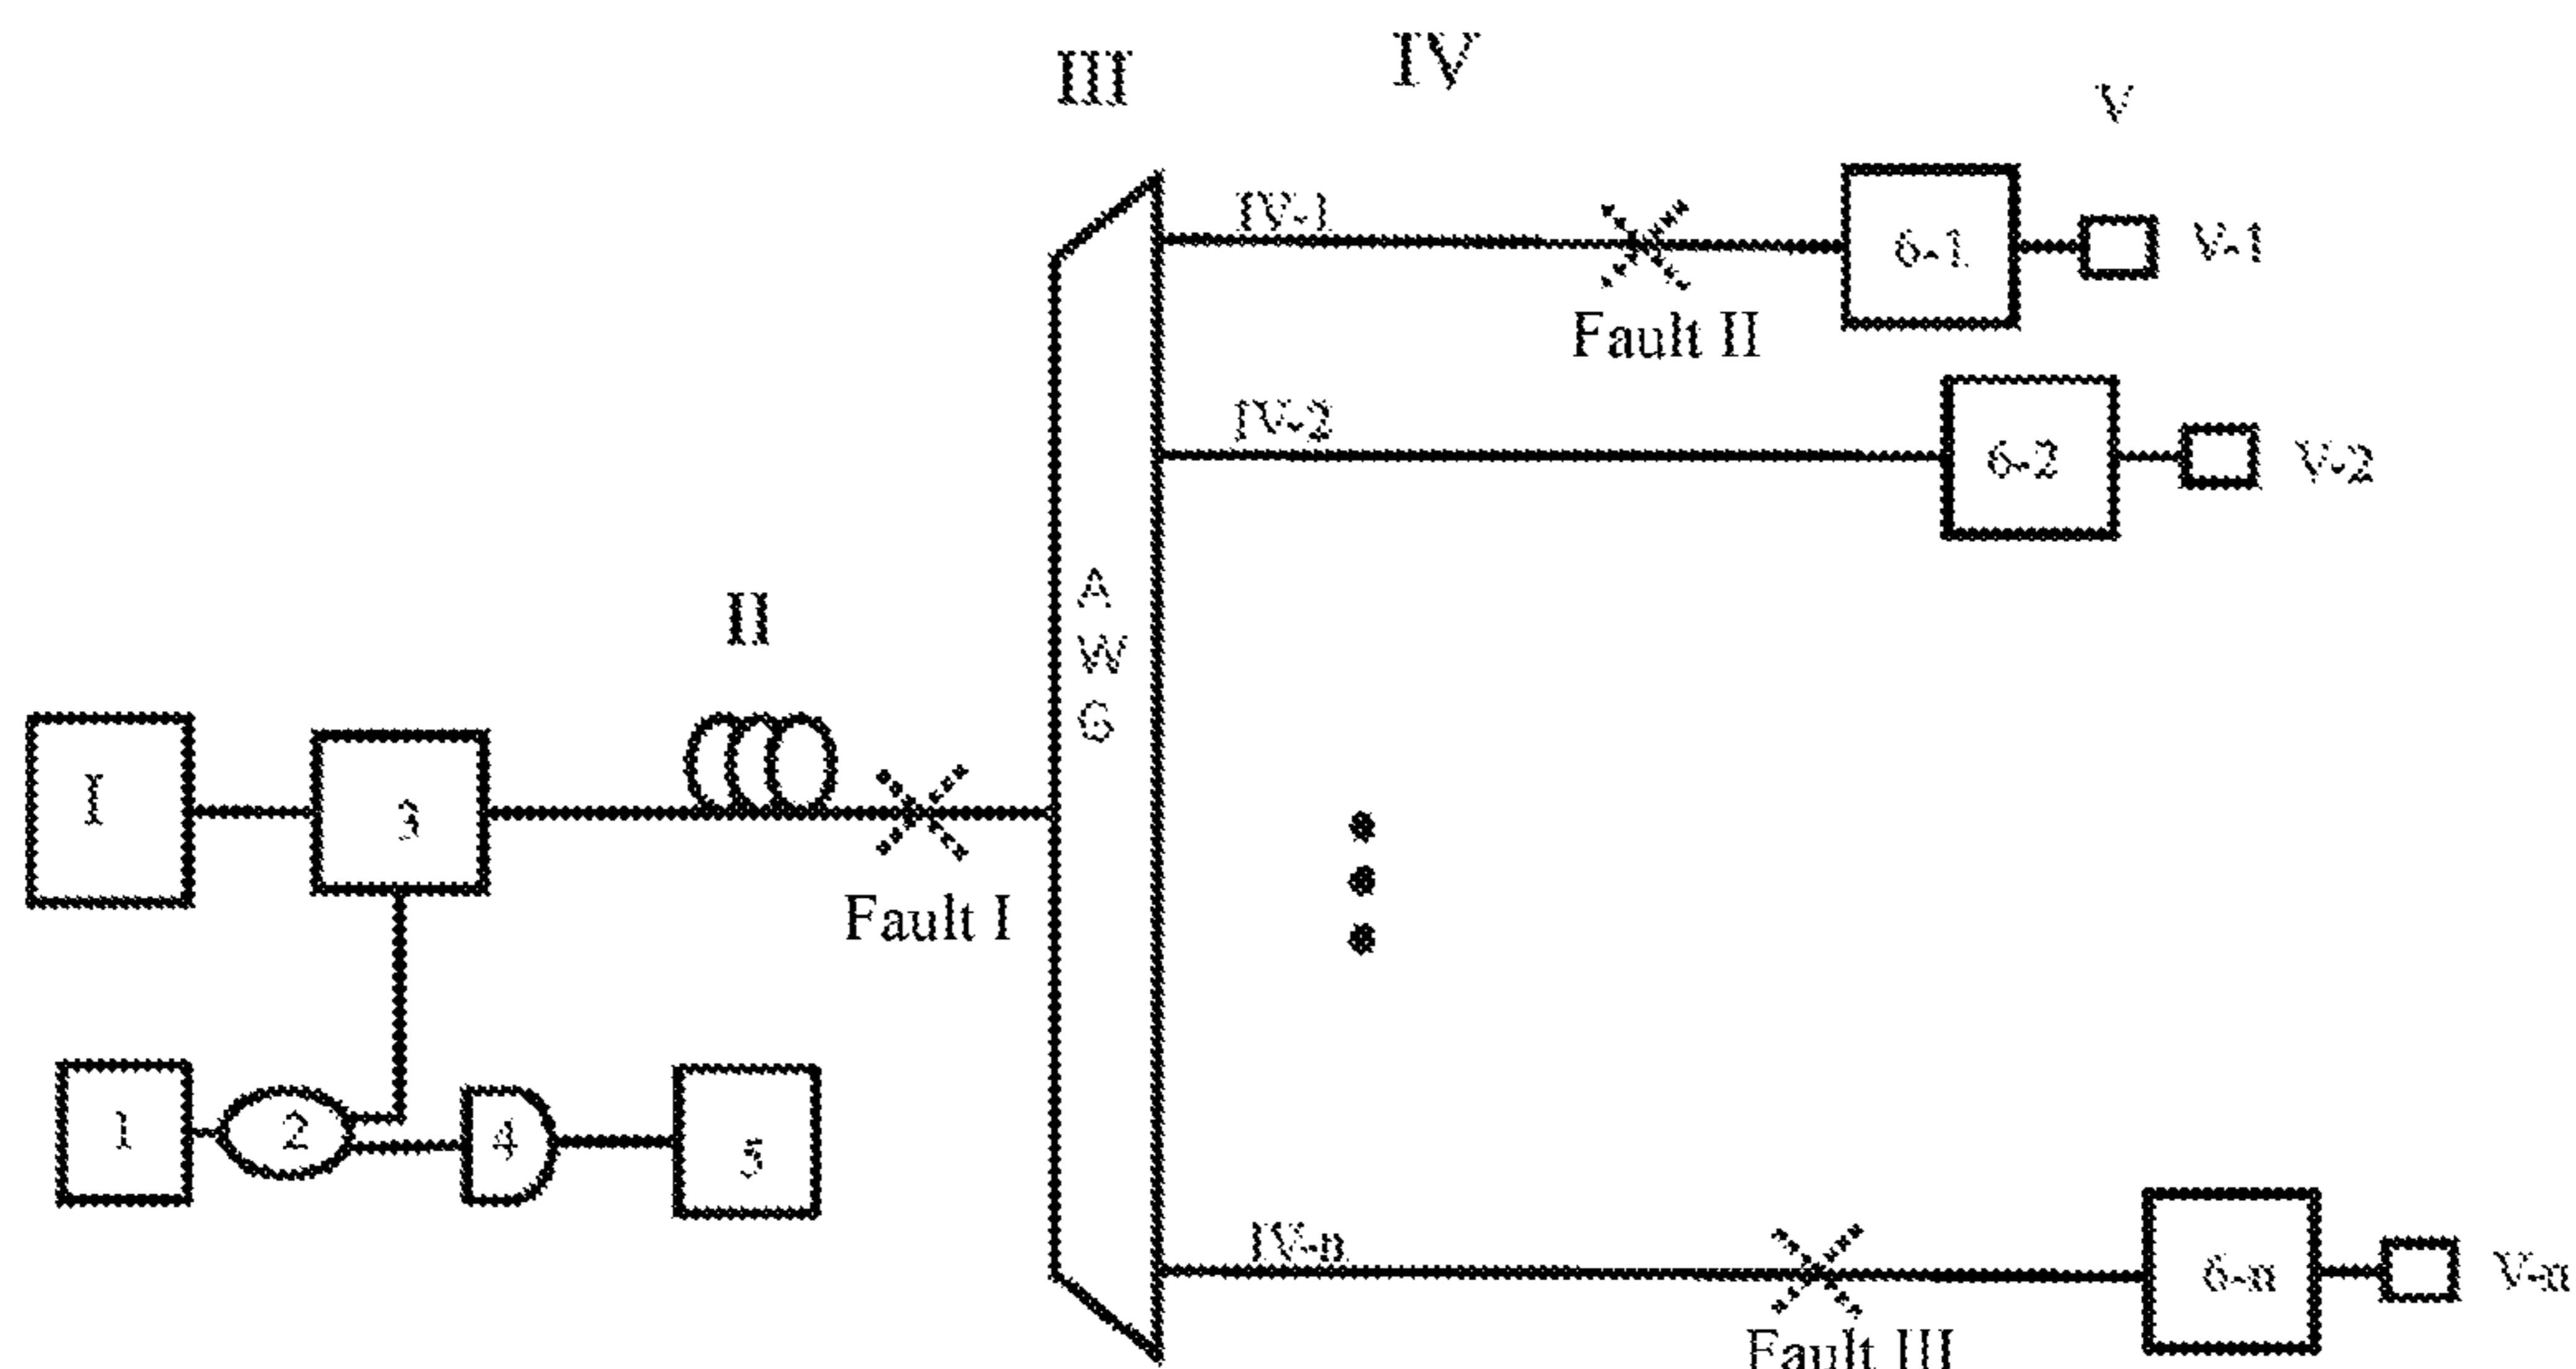 III
IV
V
IV-1
6-1
V-1
Fault II
IV-2
6-2
V-2
A
W
G
II
I
3
Fault I
1
2
4
5
IV-n
6-n
V-n
Fault III